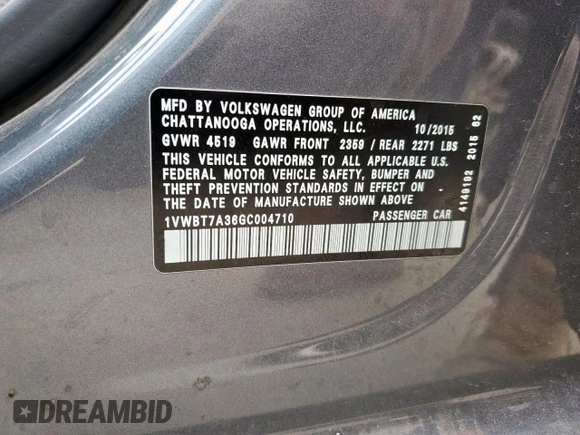 MFD BY VOLKSWAGEN GROUP OF AMERICA
CHATTANOOGA OPERATIONS, LLC. 10/2015
GVWR 4519 GAWR FRONT 2359 / REAR 2271 LBS
THIS VEHICLE CONFORMS TO ALL APPLICABLE U.S.
FEDERAL MOTOR VEHICLE SAFETY, BUMPER AND
THEFT PREVENTION STANDARDS IN EFFECT ON
THE DATE OF MANUFACTURE SHOWN ABOVE.
1VWBT7A36GC004710 PASSENGER CAR
4149192 2015 62
DREAMBID